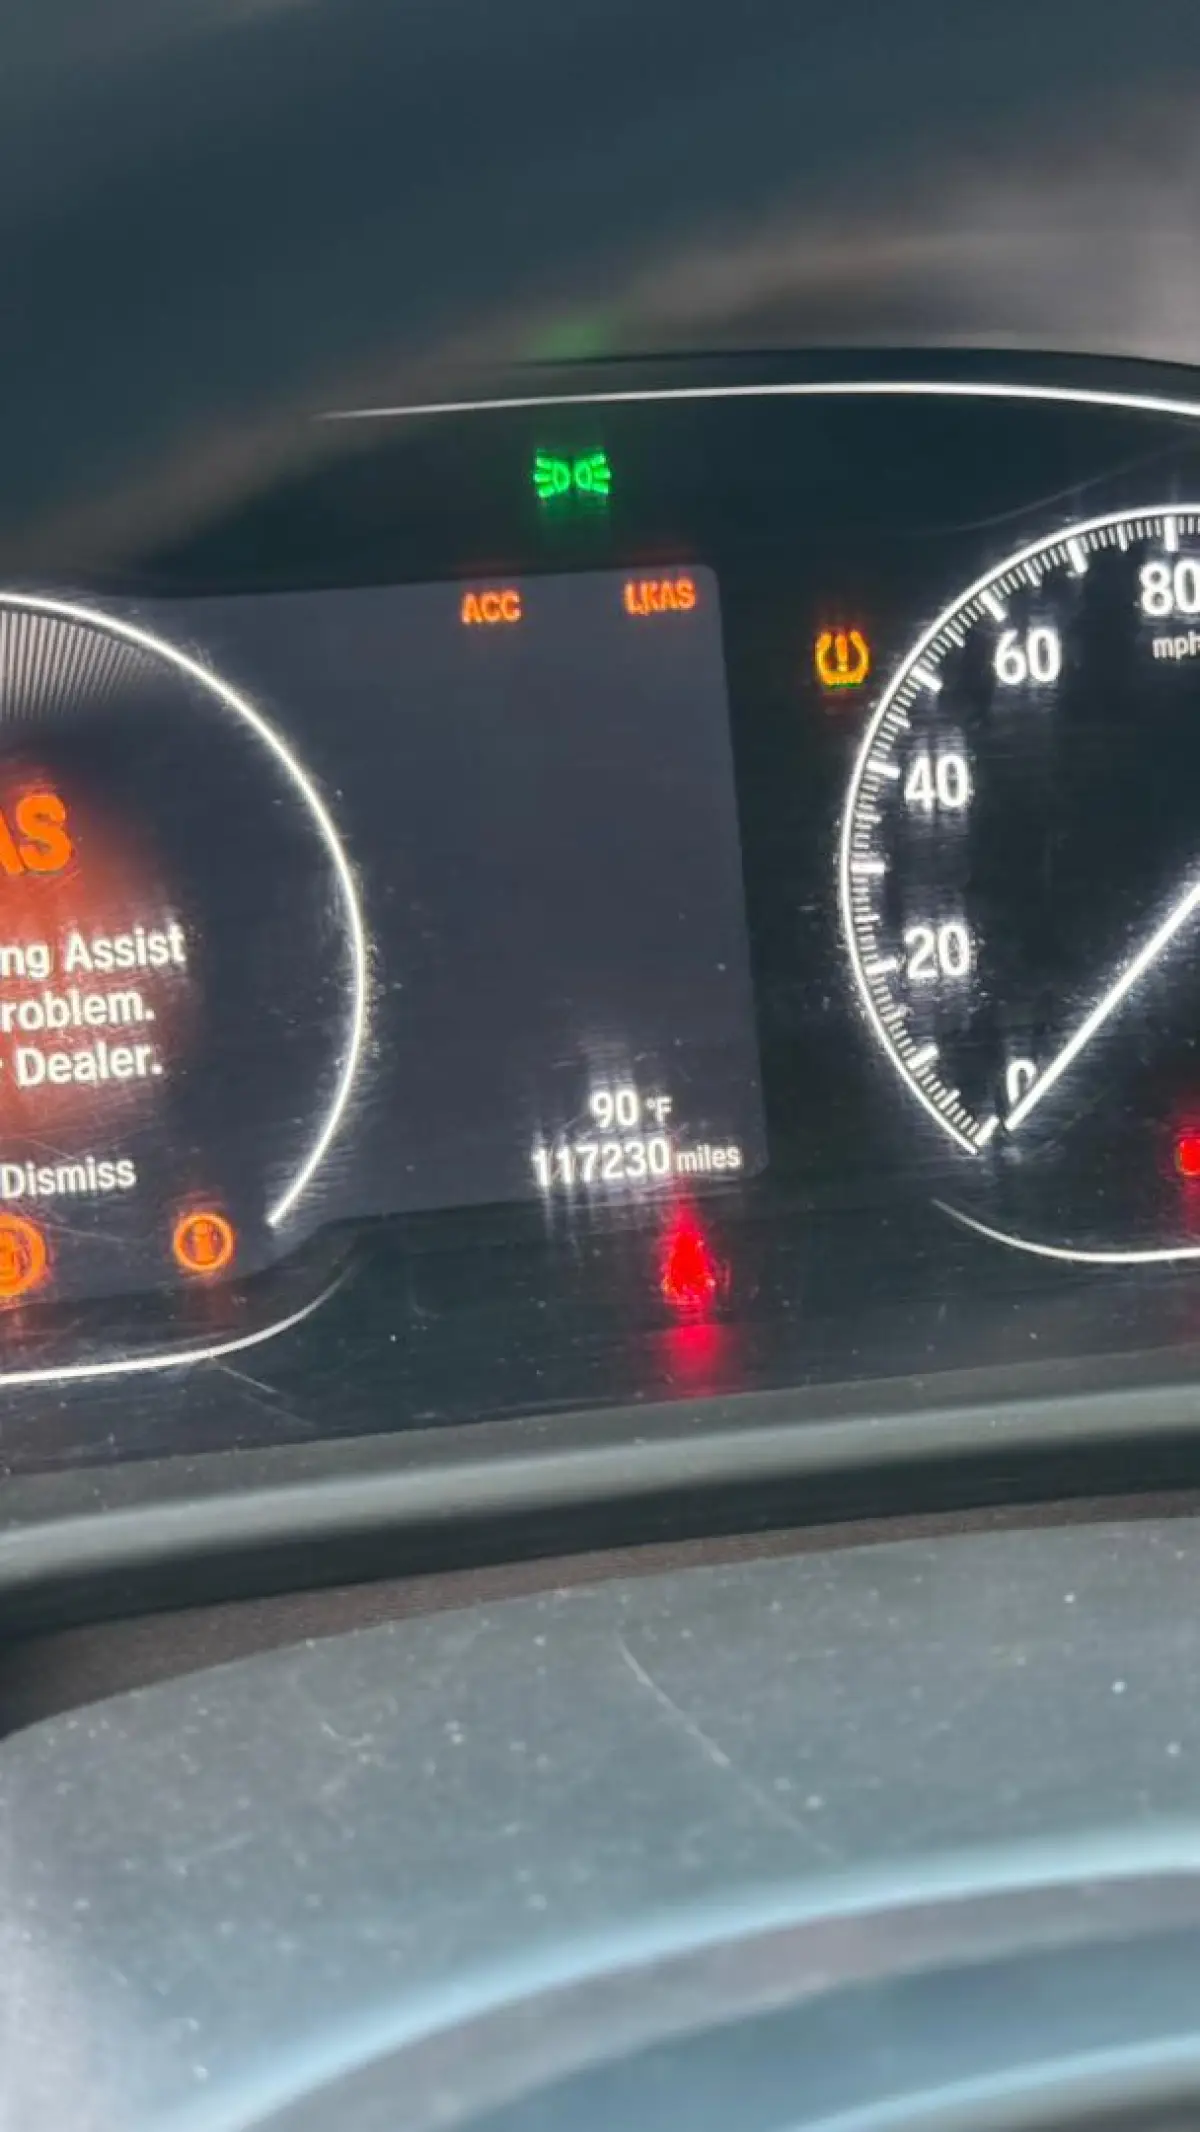 ACC LKAS
80
mph
60
40
20
0
AS
ng Assist
roblem.
r Dealer.
Dismiss
90 °F
117230 miles